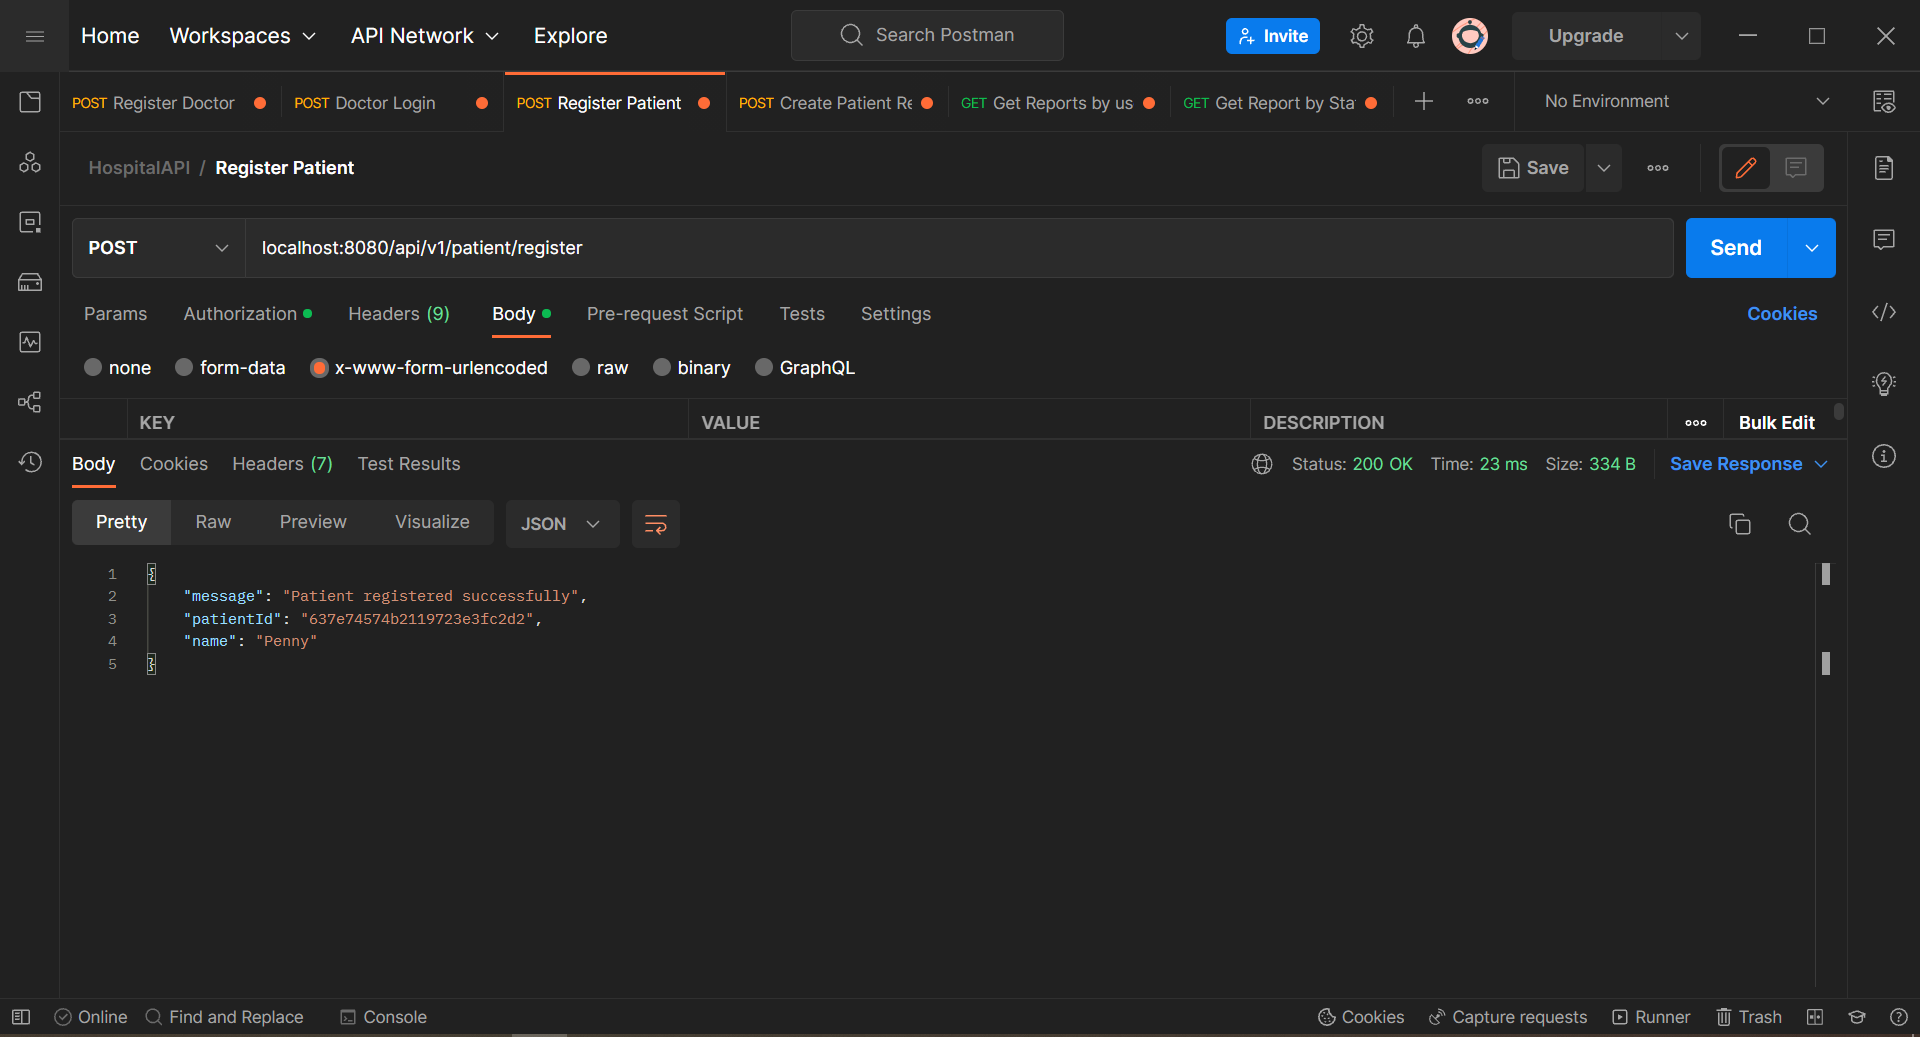 Home Workspaces API Network Explore Search Postman Invite Upgrade
POST Register Doctor POST Doctor Login POST Register Patient POST Create Patient Re GET Get Reports by us GET Get Report by Sta No Environment
HospitalAPI / Register Patient Save
POST localhost:8080/api/v1/patient/register Send
Params Authorization Headers (9) Body Pre-request Script Tests Settings Cookies
none form-data x-www-form-urlencoded raw binary GraphQL
KEY VALUE DESCRIPTION Bulk Edit
Body Cookies Headers (7) Test Results Status: 200 OK Time: 23 ms Size: 334 B Save Response
Pretty Raw Preview Visualize JSON
1 {
2 "message": "Patient registered successfully",
3 "patientId": "637e74574b2119723e3fc2d2",
4 "name": "Penny"
5 }
Online Find and Replace Console Cookies Capture requests Runner Trash